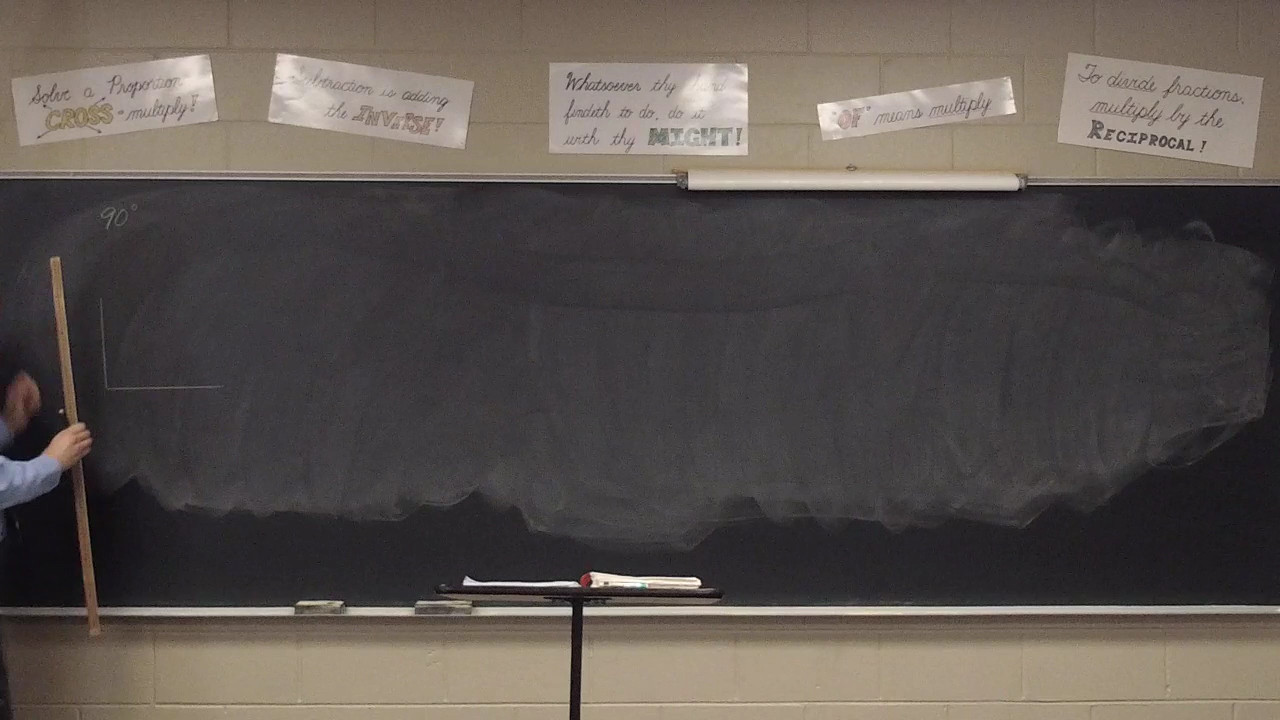 Solve a Proportion
CROSS-multiply!
Subtraction is adding
the INVERSE!
Whatsoever thy hand
findeth to do, do it
with thy MIGHT!
"OF" means multiply
To divide fractions,
multiply by the
RECIPROCAL!
90°